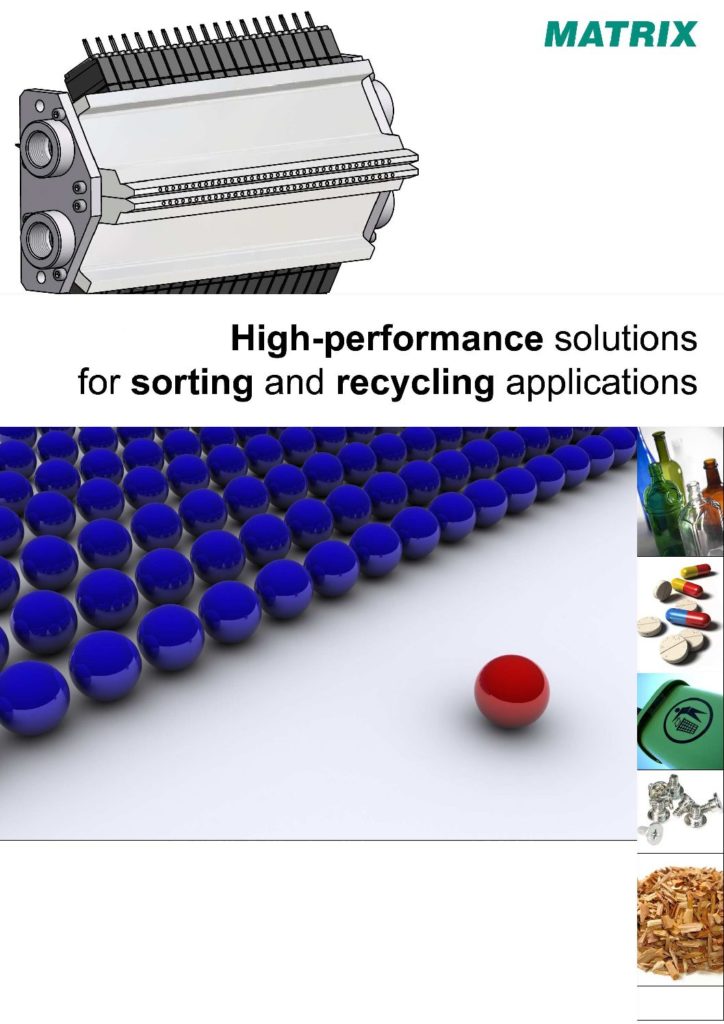 MATRIX
High-performance solutions
for sorting and recycling applications